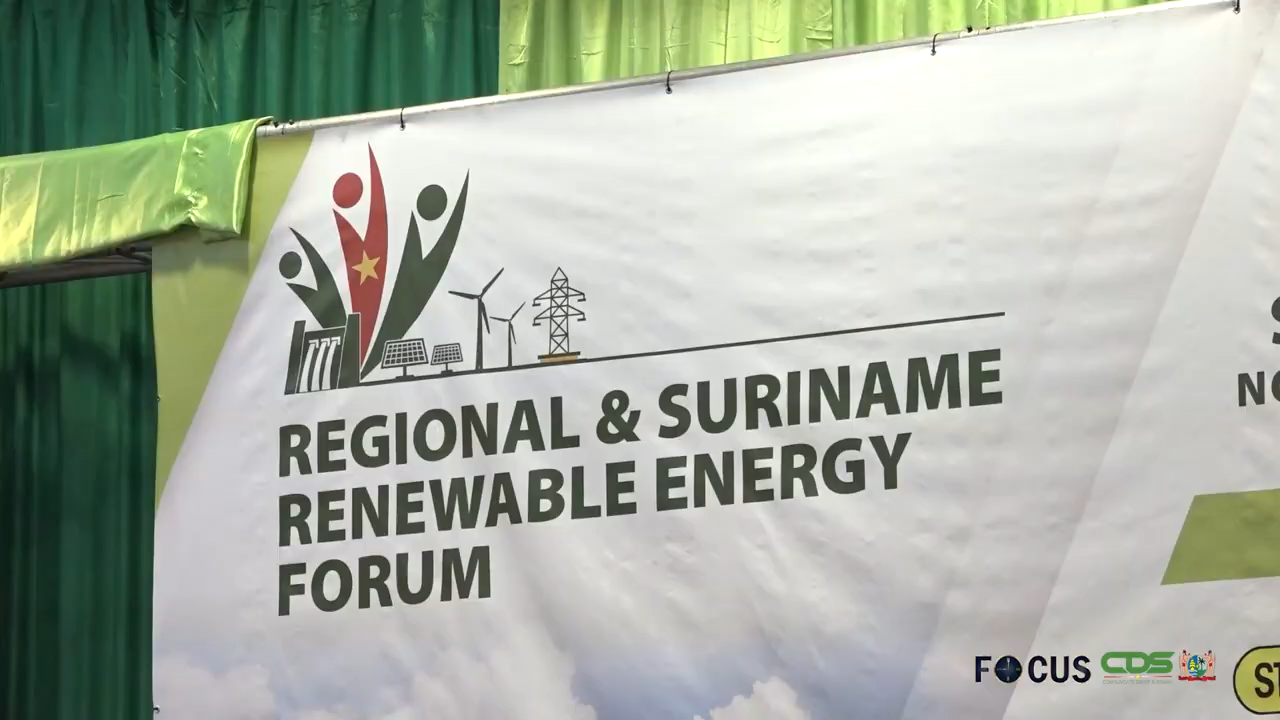 REGIONAL & SURINAME
RENEWABLE ENERGY
FORUM
FOCUS
CDS